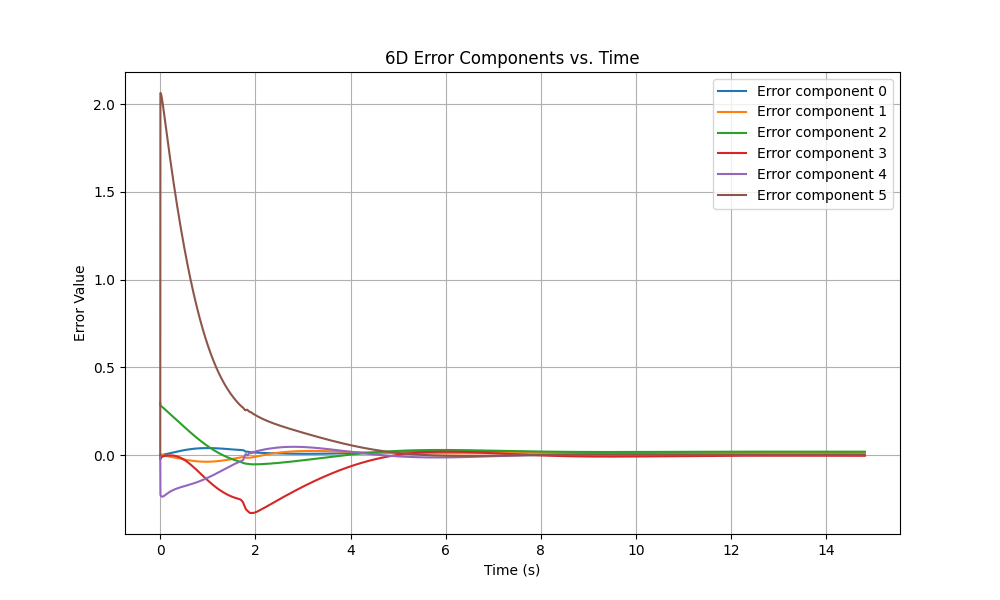 6D Error Components vs. Time
Error component 0
Error component 1
Error component 2
Error component 3
Error component 4
Error component 5
Error Value
2.0
1.5
1.0
0.5
0.0
0 2 4 6 8 10 12 14
Time (s)